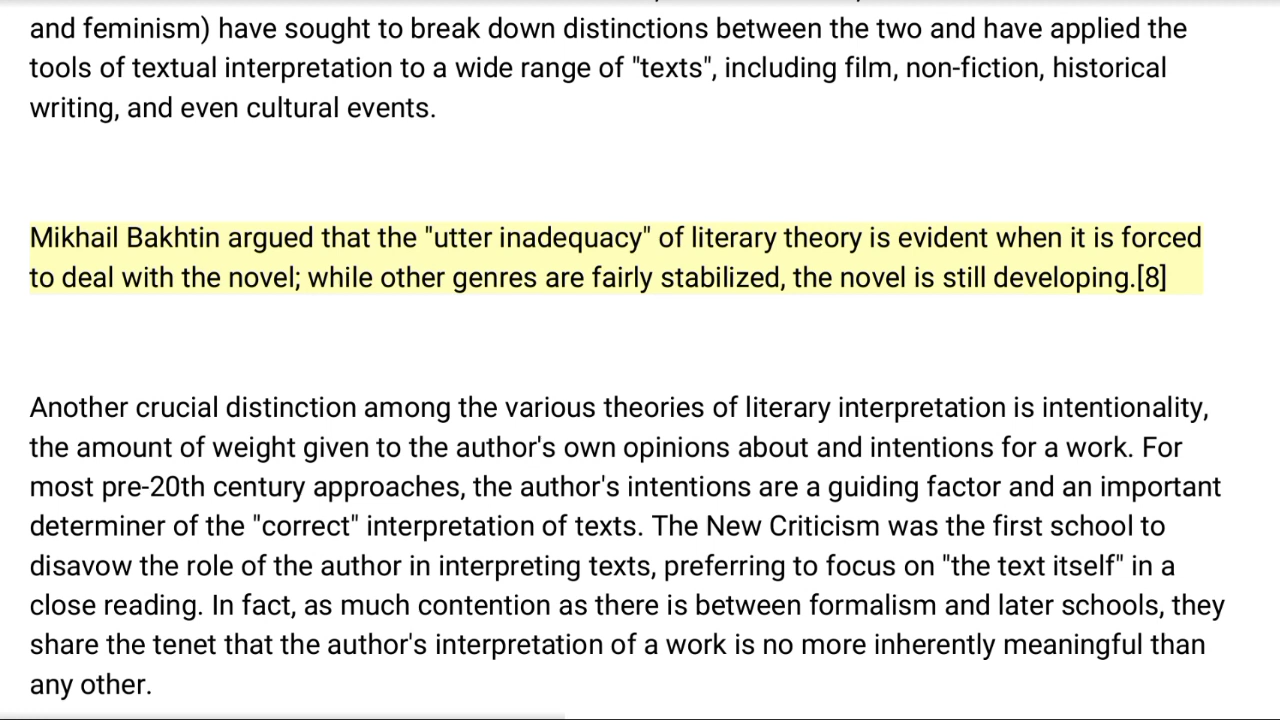 and feminism) have sought to break down distinctions between the two and have applied the
tools of textual interpretation to a wide range of "texts", including film, non-fiction, historical
writing, and even cultural events.
Mikhail Bakhtin argued that the "utter inadequacy" of literary theory is evident when it is forced
to deal with the novel; while other genres are fairly stabilized, the novel is still developing.[8]
Another crucial distinction among the various theories of literary interpretation is intentionality,
the amount of weight given to the author's own opinions about and intentions for a work. For
most pre-20th century approaches, the author's intentions are a guiding factor and an important
determiner of the "correct" interpretation of texts. The New Criticism was the first school to
disavow the role of the author in interpreting texts, preferring to focus on "the text itself" in a
close reading. In fact, as much contention as there is between formalism and later schools, they
share the tenet that the author's interpretation of a work is no more inherently meaningful than
any other.